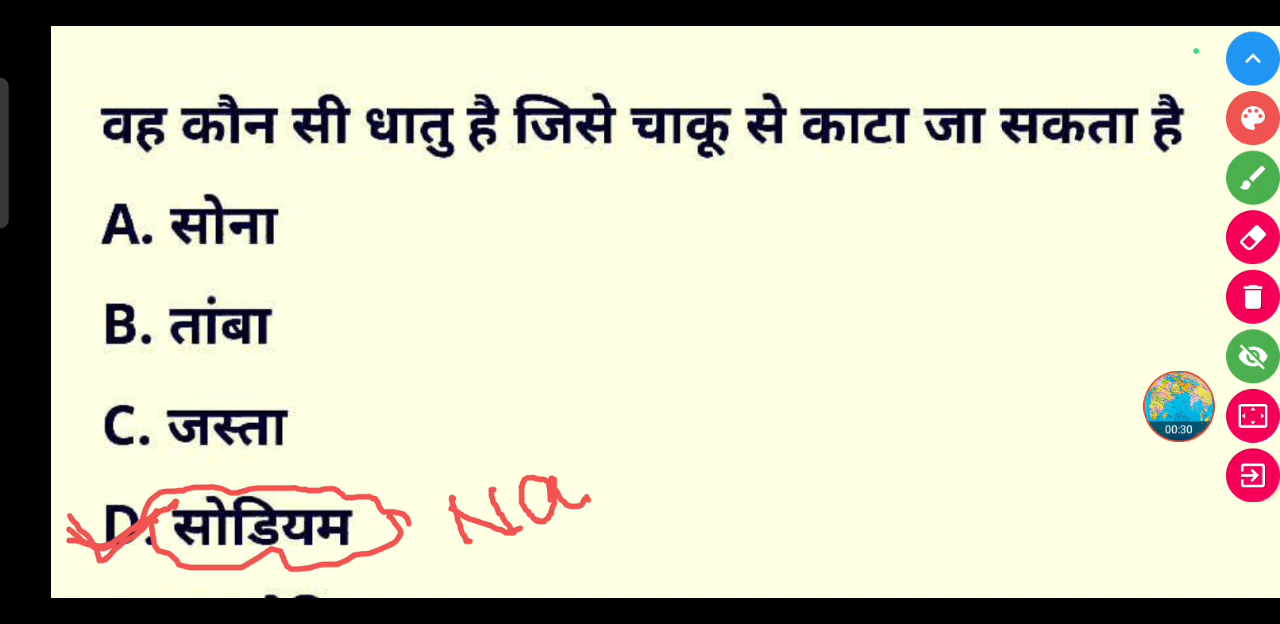 वह कौन सी धातु है जिसे चाकू से काटा जा सकता है
A. सोना
B. तांबा
C. जस्ता
00:30
D. सोडियम Na